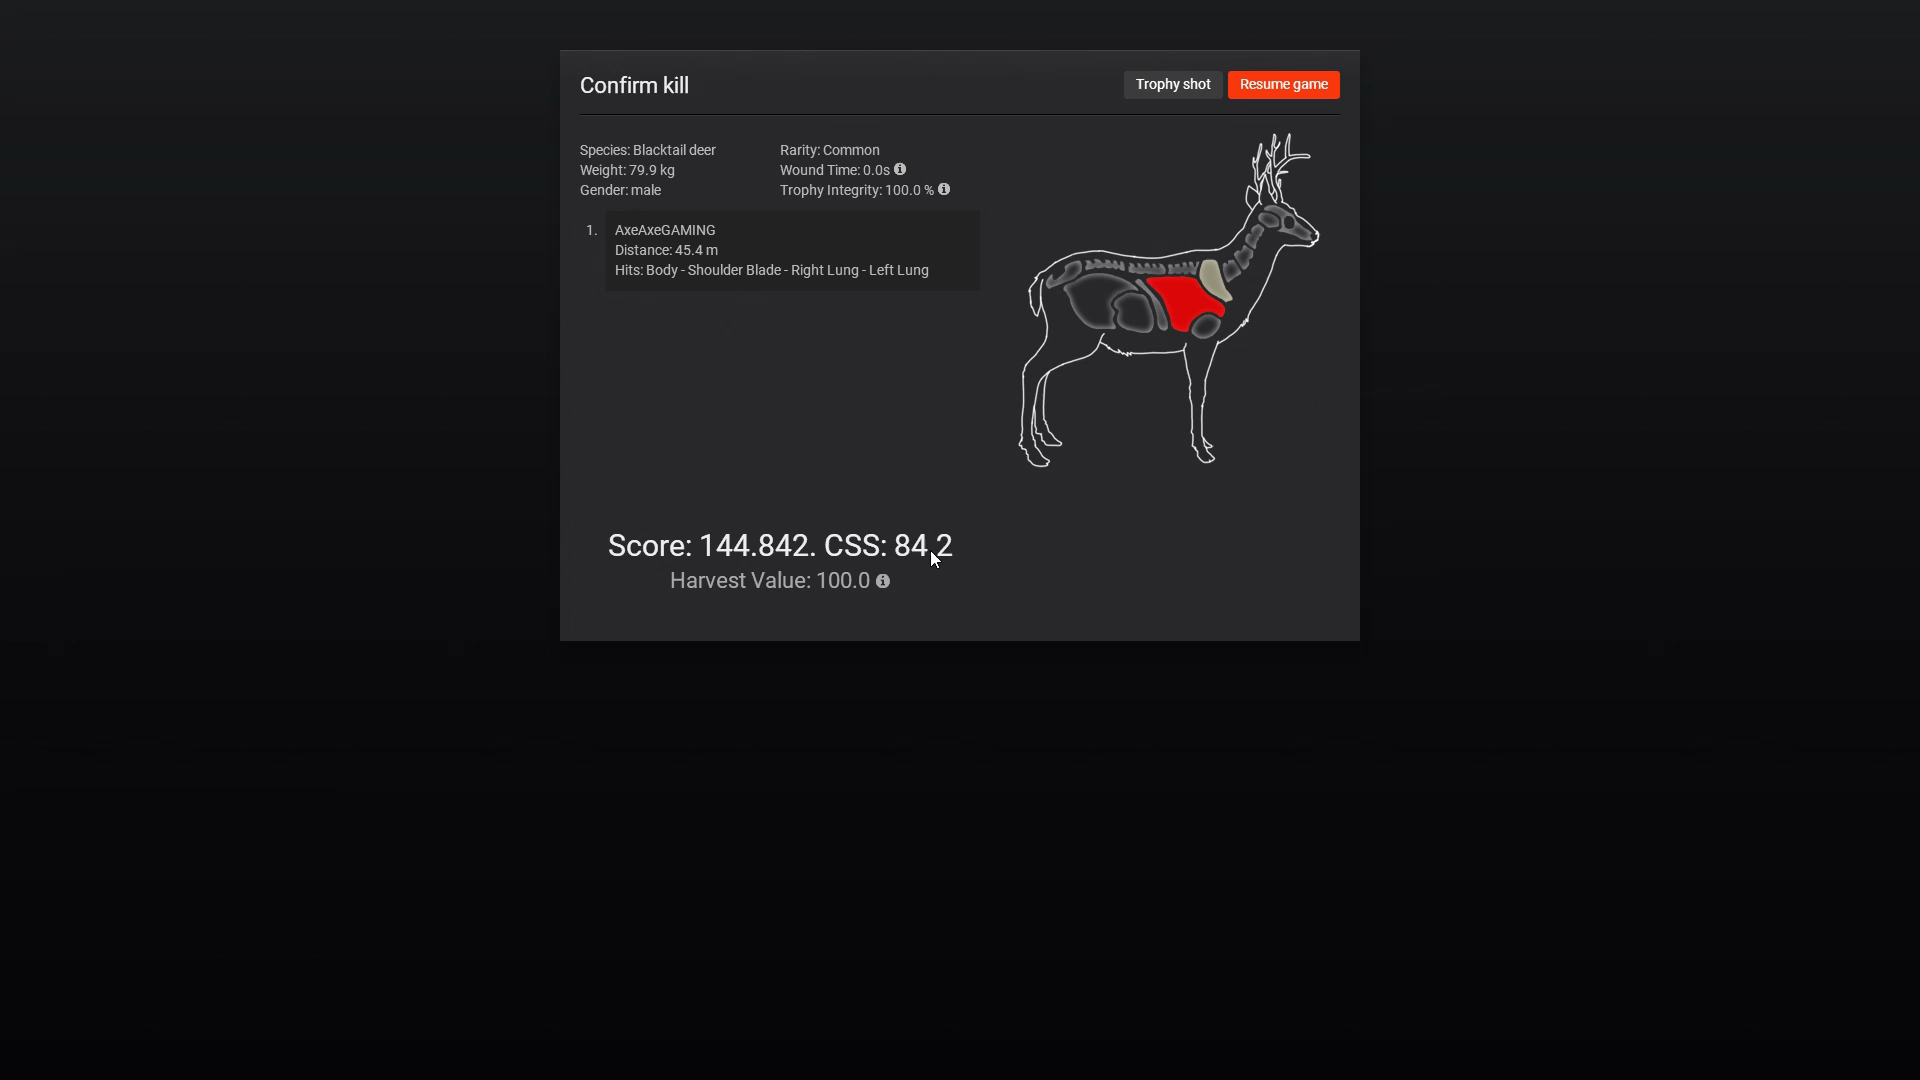 Confirm kill
Trophy shot
Resume game
Species: Blacktail deer
Weight: 79.9 kg
Gender: male
Rarity: Common
Wound Time: 0.0s
Trophy Integrity: 100.0 %
1.
AxeAxeGAMING
Distance: 45.4 m
Hits: Body - Shoulder Blade - Right Lung - Left Lung
Score: 144.842. CSS: 84.2
Harvest Value: 100.0